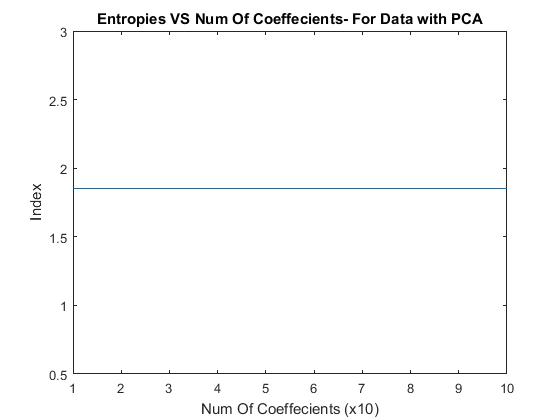 Entropies VS Num Of Coeffecients- For Data with PCA
3
2.5
2
1.5
1
0.5
Index
1 2 3 4 5 6 7 8 9 10
Num Of Coeffecients (x10)